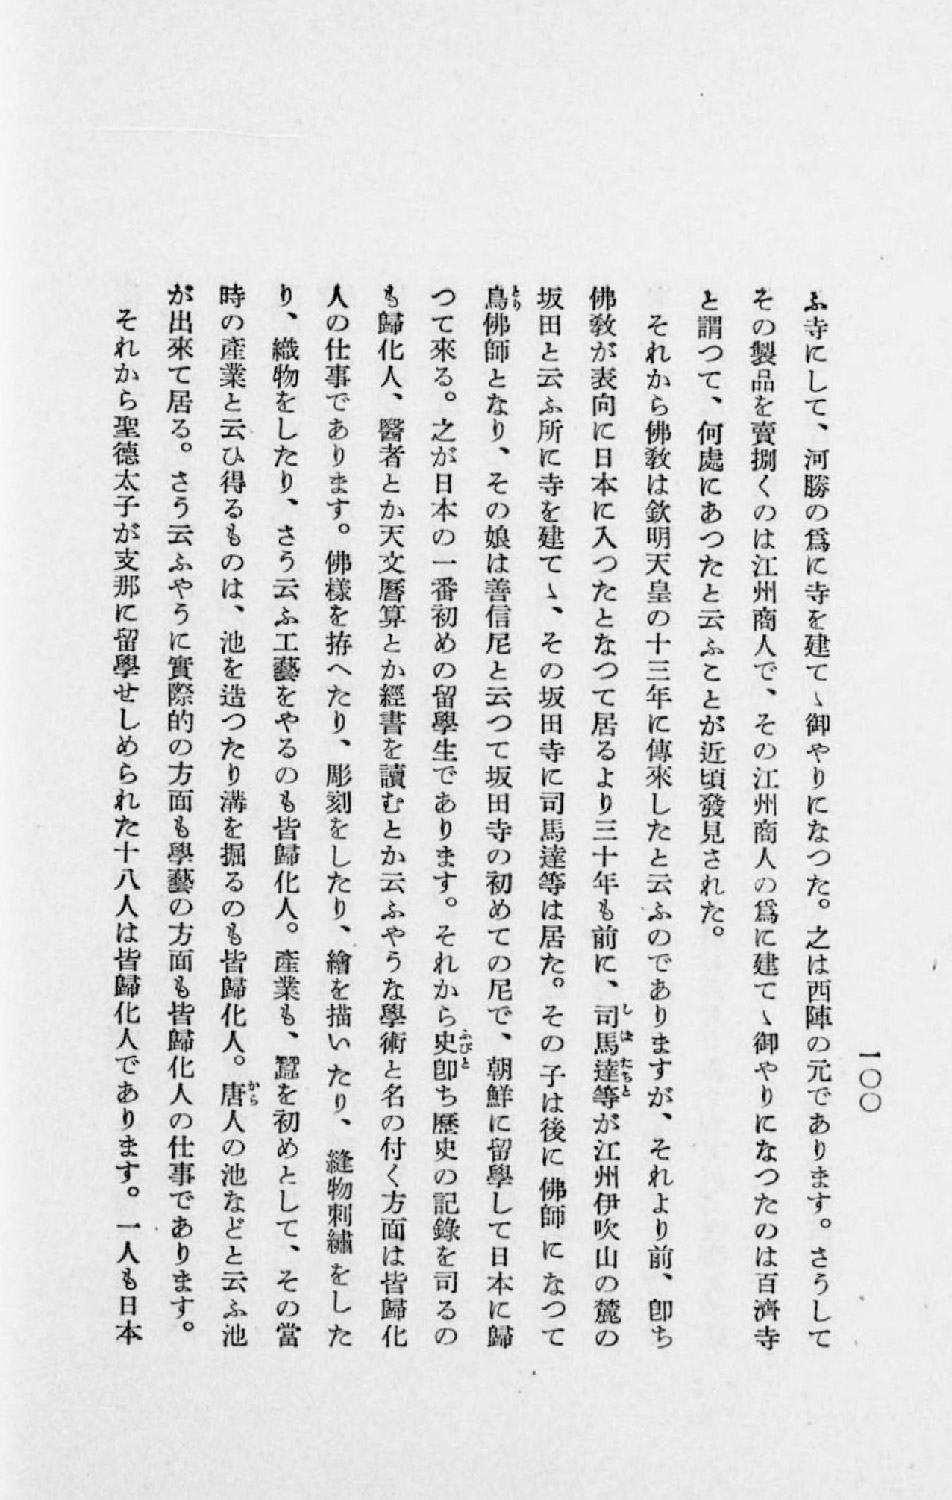 一〇〇
ふ寺にして、河勝の爲に寺を建てゝ御やりになつた。之は西陣の元であります。さうして
その製品を賣捌くのは江州商人で、その江州商人の爲に建てゝ御やりになつたのは百濟寺
と謂つて、何處にあつたと云ふことが近頃發見された。
それから佛敎は欽明天皇の十三年に傳來したと云ふのでありますが、それより前、卽ち
佛敎が表向に日本に入つたとなつて居るより三十年も前に、司馬達等が江州伊吹山の麓の
坂田と云ふ所に寺を建てゝ、その坂田寺に司馬達等は居た。その子は後に佛師になつて
鳥佛師となり、その娘は善信尼と云つて坂田寺の初めての尼で、朝鮮に留學して日本に歸
つて來る。之が日本の一番初めの留學生であります。それから史卽ち歷史の記錄を司るの
も歸化人、醫者とか天文曆算とか經書を讀むとか云ふやうな學術と名の付く方面は皆歸化
人の仕事であります。佛樣を拵へたり、彫刻をしたり、繪を描いたり、縫物刺繡をした
り、織物をしたり、さう云ふ工藝をやるのも皆歸化人。產業も、蠶を初めとして、その當
時の產業と云ひ得るものは、池を造つたり溝を掘るのも皆歸化人。唐人の池などと云ふ池
が出來て居る。さう云ふやうに實際的の方面も學藝の方面も皆歸化人の仕事であります。
それから聖德太子が支那に留學せしめられた十八人は皆歸化人であります。一人も日本